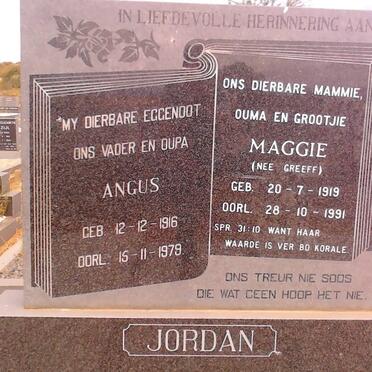 IN LIEFDEVOLLE HERINNERING AAN
"MY DIERBARE EGGENOOT
ONS VADER EN OUPA
ANGUS
GEB. 12-12-1916
OORL. 15-11-1979
ONS DIERBARE MAMMIE,
OUMA EN GROOTJIE
MAGGIE
(NEE GREEFF)
GEB. 20-7-1919
OORL. 28-10-1991
SPR. 31:10 WANT HAAR
WAARDE IS VER BO KORALE.
ONS TREUR NIE SOOS
DIE WAT GEEN HOOP HET NIE.
JORDAN